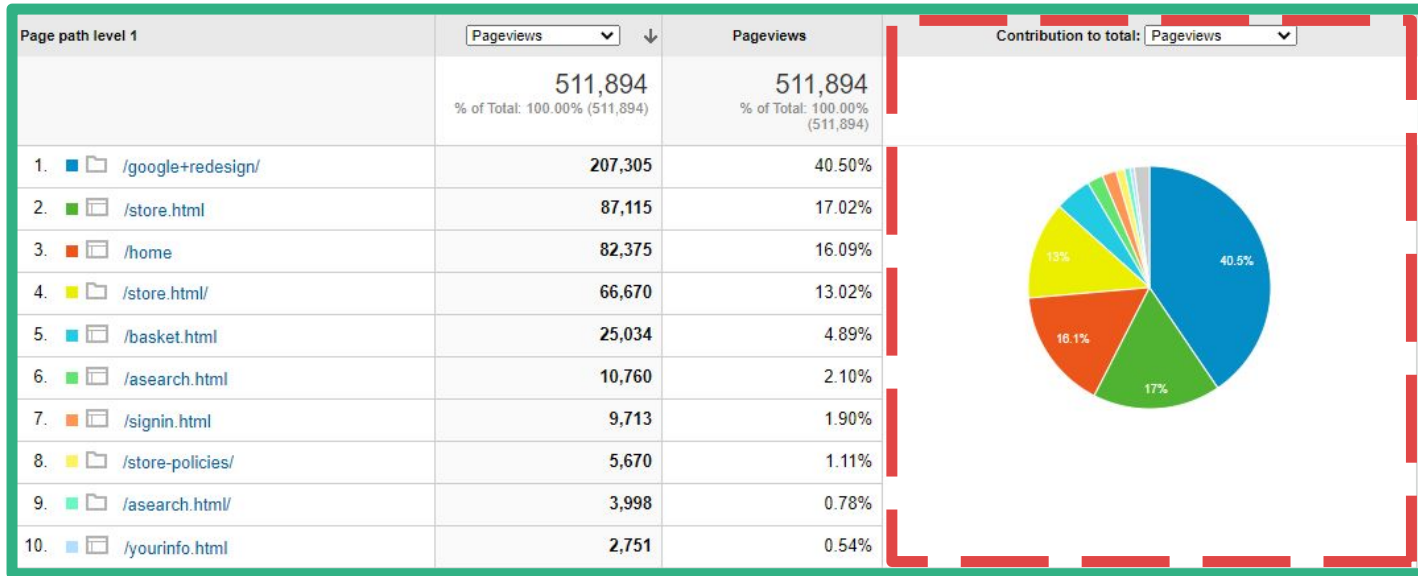 Page path level 1 Pageviews Pageviews Contribution to total: Pageviews
511,894 511,894
% of Total: 100.00% (511,894) % of Total: 100.00%
(511,894)
1. /google+redesign/ 207,305 40.50%
2. /store.html 87,115 17.02%
3. /home 82,375 16.09%
4. /store.html/ 66,670 13.02%
5. /basket.html 25,034 4.89%
6. /asearch.html 10,760 2.10%
7. /signin.html 9,713 1.90%
8. /store-policies/ 5,670 1.11%
9. /asearch.html/ 3,998 0.78%
10. /yourinfo.html 2,751 0.54%
13%
40.5%
16.1%
17%